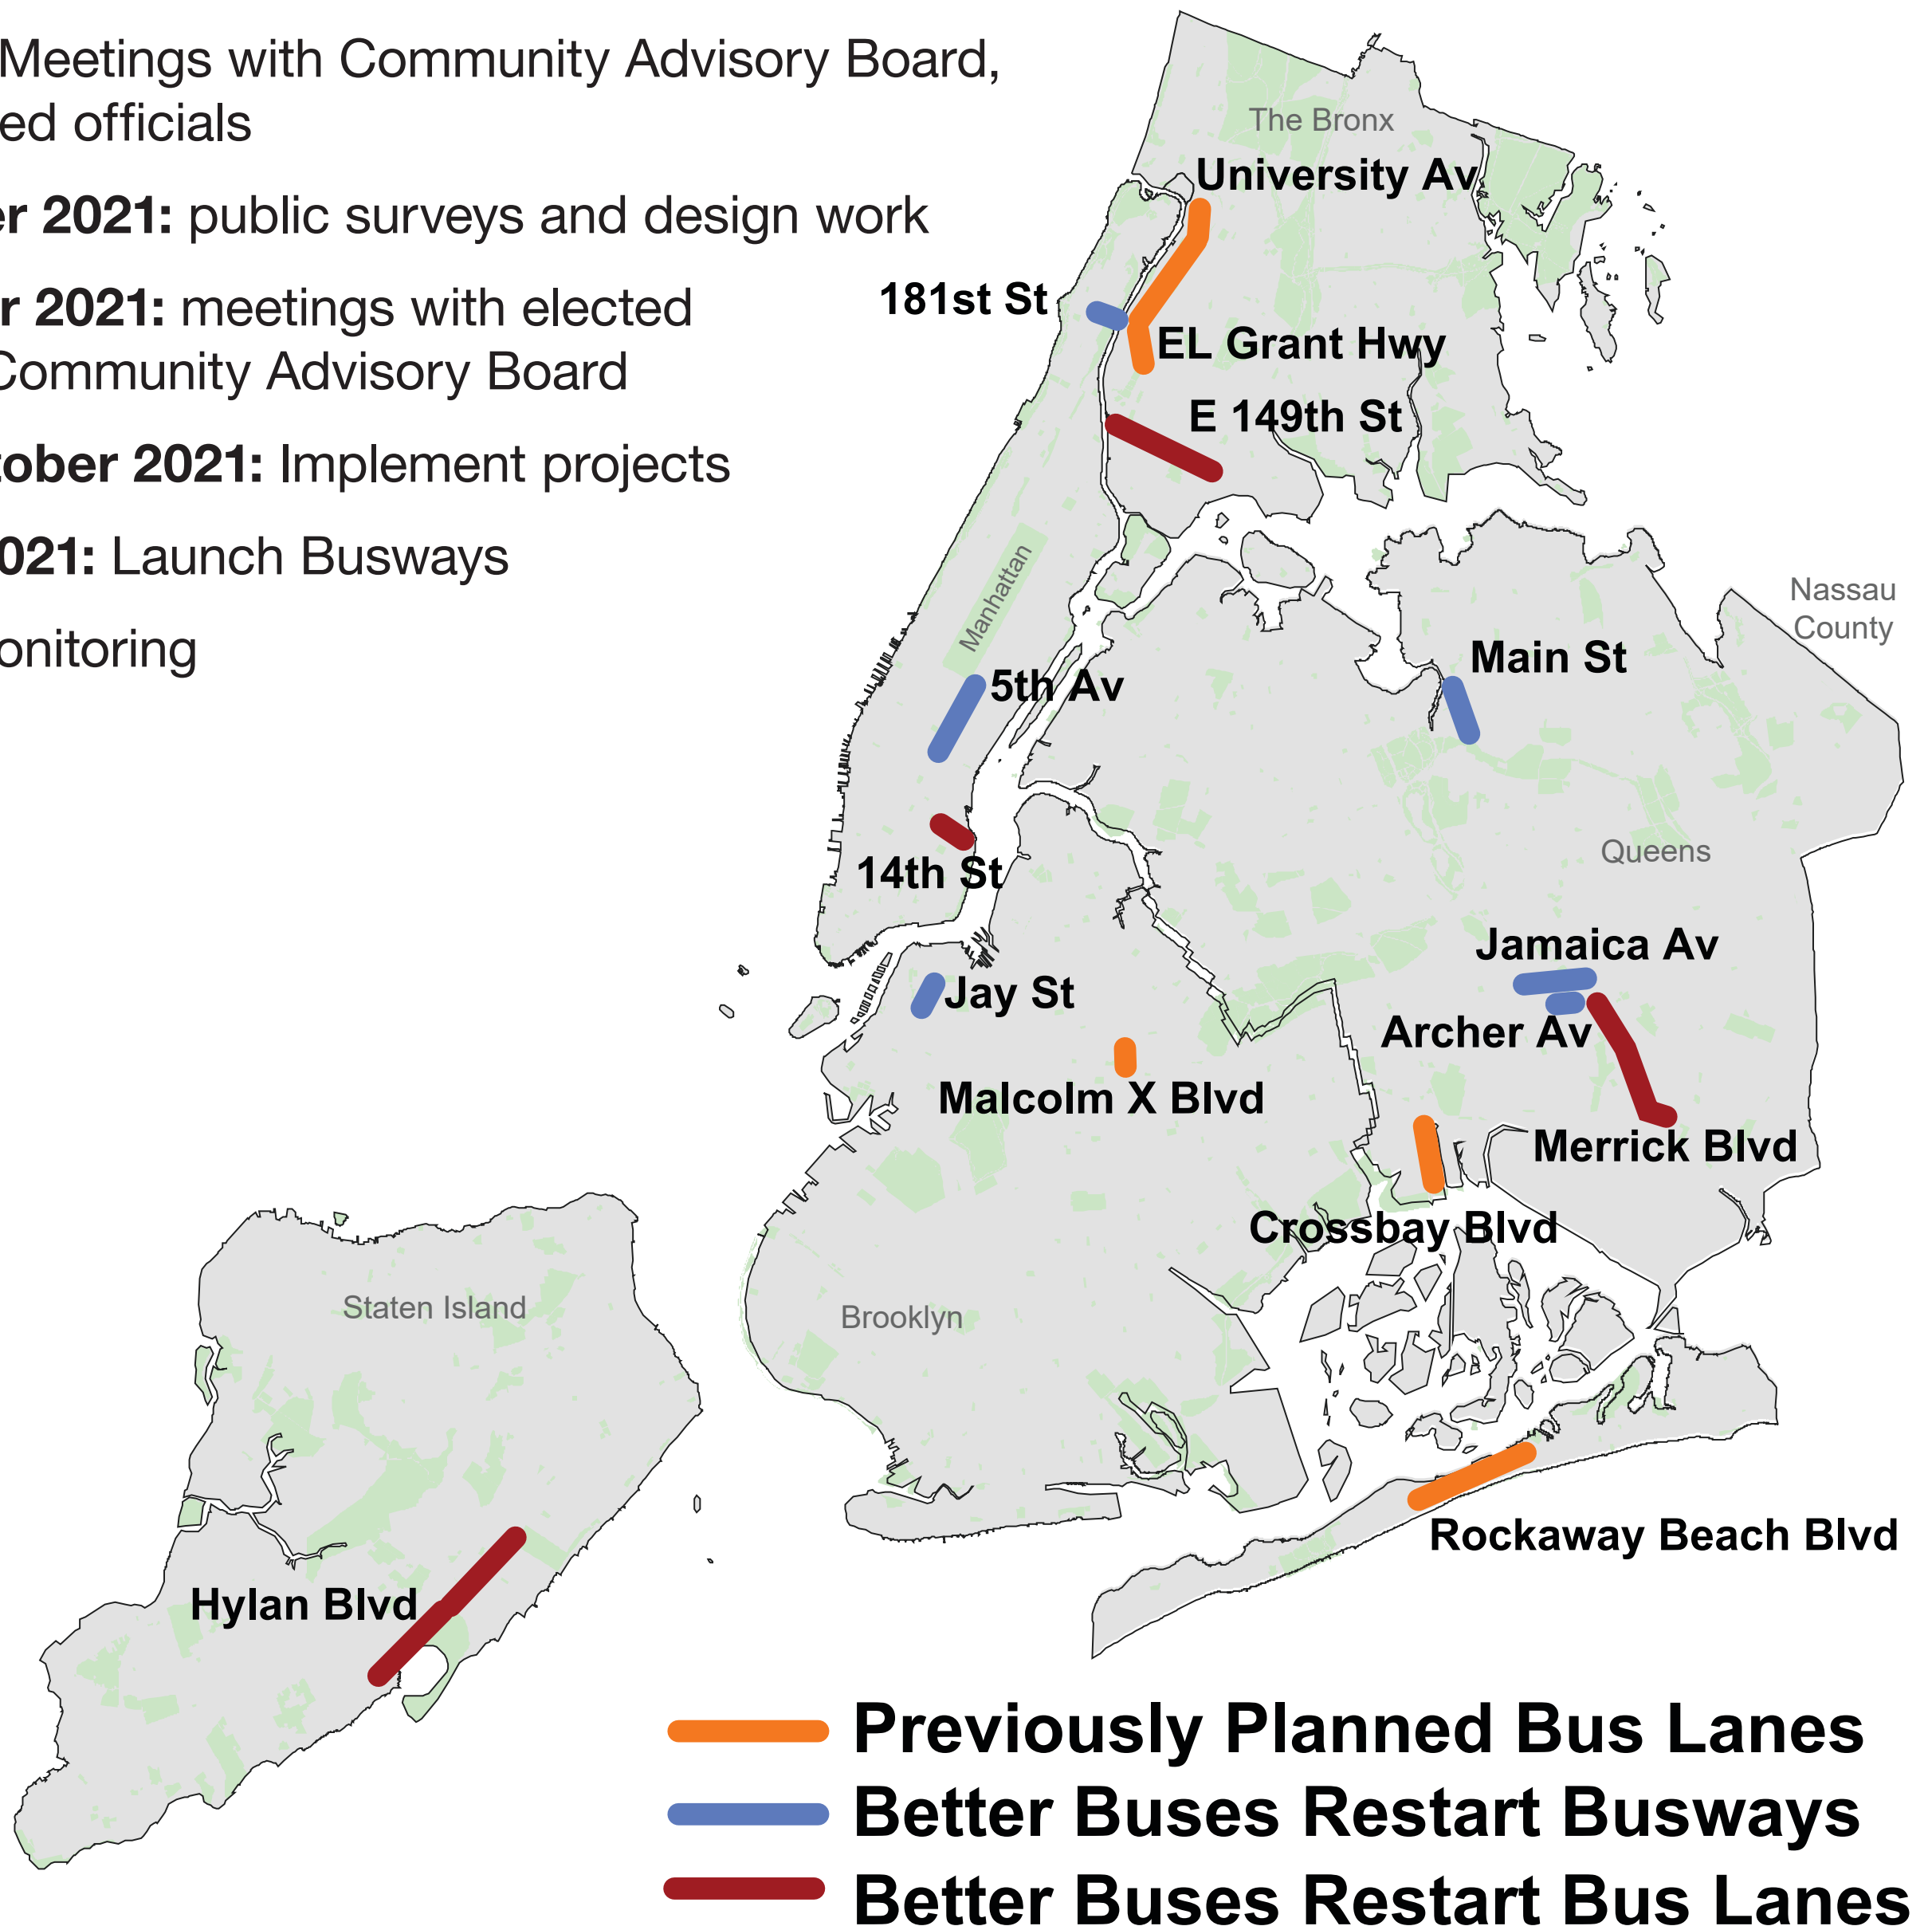 Meetings with Community Advisory Board,
ed officials
er 2021: public surveys and design work
r 2021: meetings with elected
Community Advisory Board
tober 2021: Implement projects
021: Launch Busways
onitoring
The Bronx
University Av
181st St
EL Grant Hwy
E 149th St
Manhattan
Nassau
County
Main St
5th Av
Queens
14th St
Jamaica Av
Jay St
Archer Av
Malcolm X Blvd
Merrick Blvd
Crossbay Blvd
Staten Island
Brooklyn
Rockaway Beach Blvd
Hylan Blvd
Previously Planned Bus Lanes
Better Buses Restart Busways
Better Buses Restart Bus Lanes